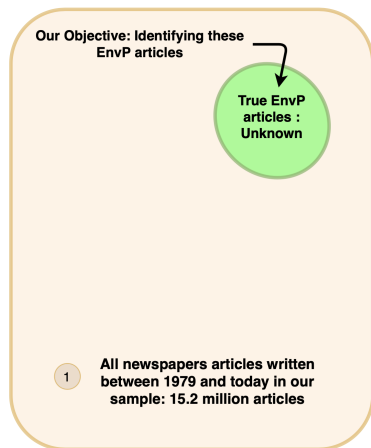 Our Objective: Identifying these
EnvP articles
True EnvP
articles :
Unknown
1
All newspapers articles written
between 1979 and today in our
sample: 15.2 million articles